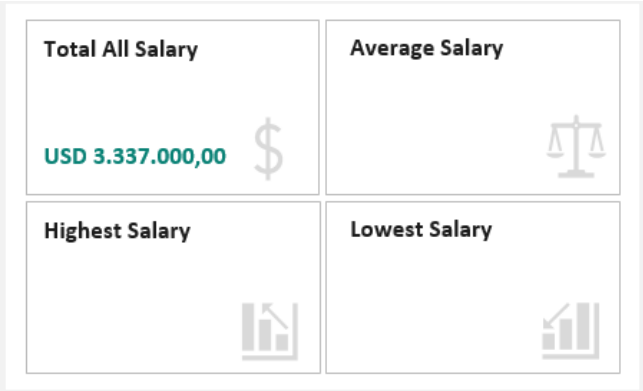 Total All Salary
USD 3.337.000,00
Average Salary
Highest Salary
Lowest Salary